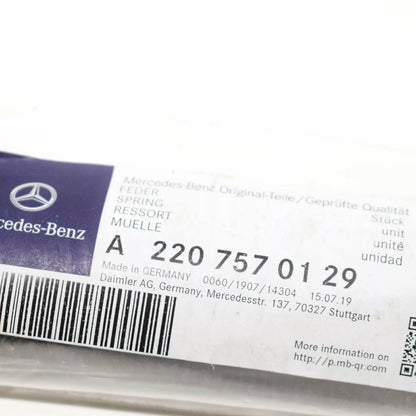 Mercedes-Benz
Mercedes-Benz Original-Teile/Geprüfte Qualität
FEDER
SPRING
RESSORT
MUELLE
Stück
unit
unité
unidad
A 220 757 01 29
Made in GERMANY 0060/1907/14304 15.07.19
Daimler AG, Germany, Mercedesstr. 137, 70327 Stuttgart
More information on
http://p.mb-qr.com